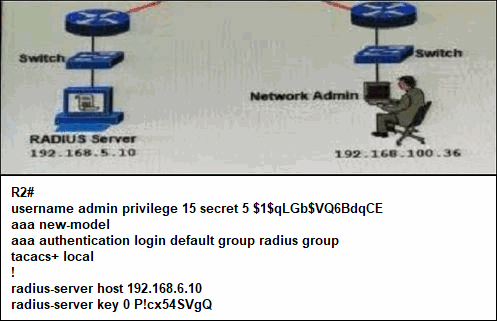 Switch
Switch
Network Admin
RADIUS Server
192.168.5.10
192.168.100.36
R2#
username admin privilege 15 secret 5 $1$qLGb$VQ6BdqCE
aaa new-model
aaa authentication login default group radius group
tacacs+ local
!
radius-server host 192.168.6.10
radius-server key 0 P!cx54SVgQ